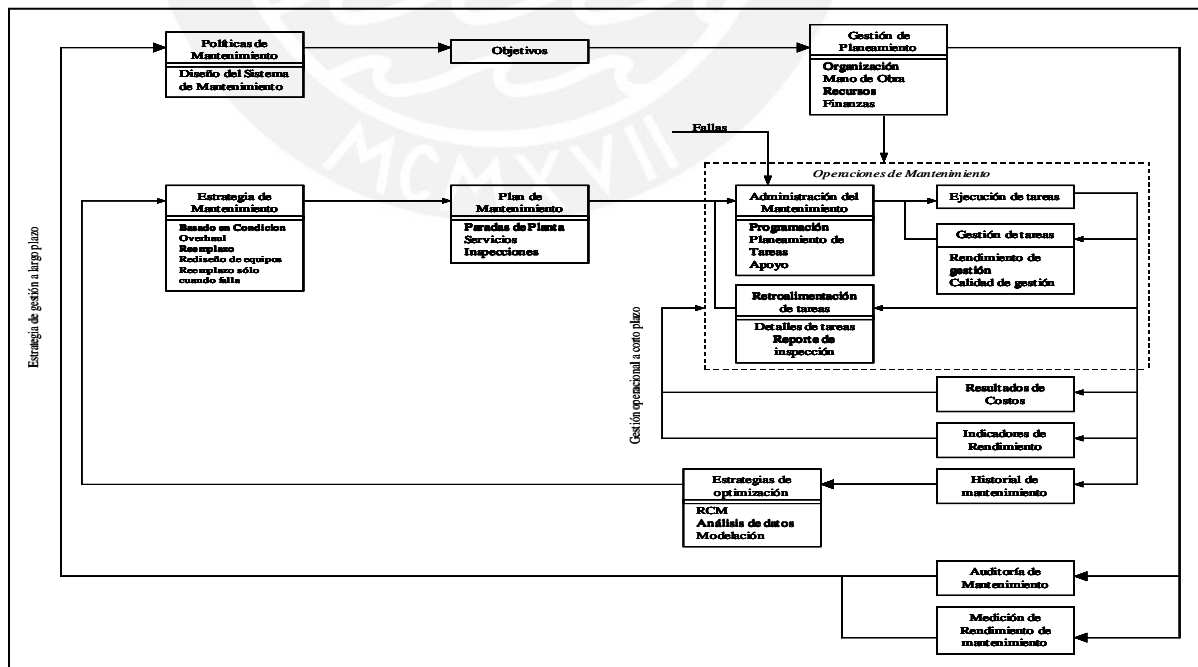 Políticas de
Mantenimiento
Diseño del Sistema
de Mantenimiento
Objetivos
Gestión de
Planeamiento
Organización
Mano de Obra
Recursos
Finanzas
Fallas
MCMXVII
Operaciones de Mantenimiento
Estrategia de
Mantenimiento
Basado en Condicion
Overhaul
Reemplazo
Rediseño de equipos
Reemplazo sólo
cuando falla
Plan de
Mantenimiento
Paradas de Planta
Servicios
Inspecciones
Administración del
Mantenimiento
Programación
Planeamiento de
Tareas
Apoyo
Ejecución de tareas
Gestión de tareas
Rendimiento de
gestión
Calidad de gestión
Retroalimentación
de tareas
Detalles de tareas
Reporte de
inspección
Estrategia de gestión a largo plazo
Gestión operacional a corto plazo
Resultados de
Costos
Indicadores de
Rendimiento
Estrategias de
optimización
RCM
Análisis de datos
Modelación
Historial de
mantenimiento
Auditoría de
Mantenimiento
Medición de
Rendimiento de
mantenimiento